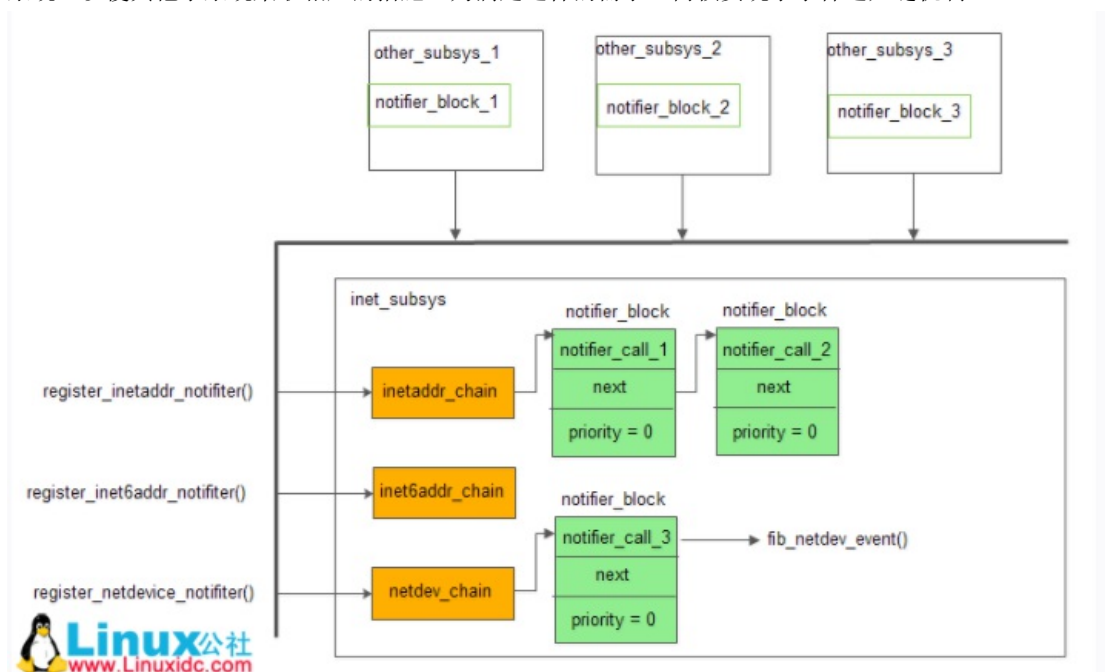 other_subsys_1
notifier_block_1
other_subsys_2
notifier_block_2
other_subsys_3
notifier_block_3
inet_subsys
register_inetaddr_notifiter()
inetaddr_chain
notifier_block
notifier_call_1
next
priority = 0
notifier_block
notifier_call_2
next
priority = 0
register_inet6addr_notifiter()
inet6addr_chain
register_netdevice_notifiter()
netdev_chain
notifier_block
notifier_call_3
next
priority = 0
fib_netdev_event()
Linux公社
www.Linuxidc.com